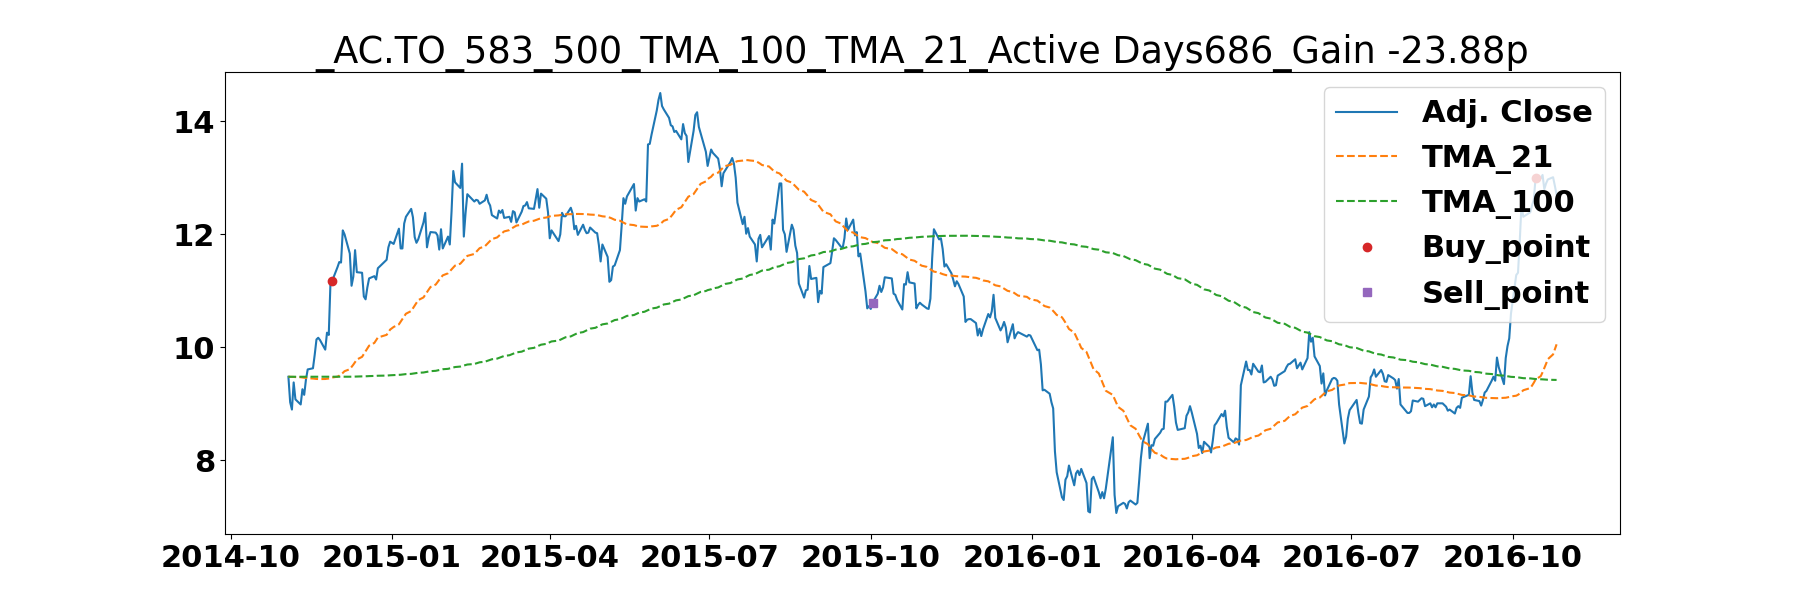 _AC.TO_583_500_TMA_100_TMA_21_Active Days686_Gain -23.88p
14
12
10
8
Adj. Close
TMA_21
TMA_100
Buy_point
Sell_point
2014-10 2015-01 2015-04 2015-07 2015-10 2016-01 2016-04 2016-07 2016-10